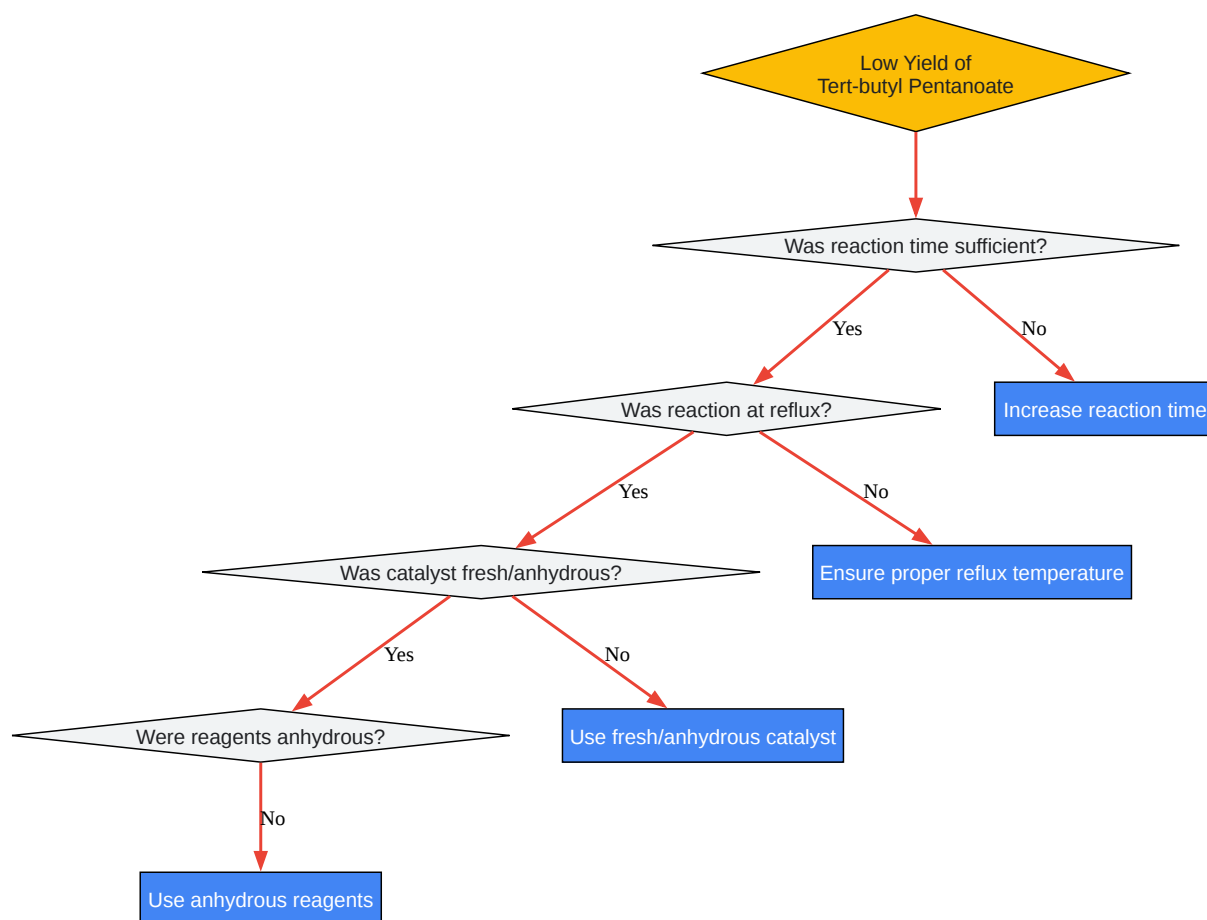 Low Yield of
Tert-butyl Pentanoate
Was reaction time sufficient?
Yes
No
Was reaction at reflux?
Increase reaction time
Yes
No
Was catalyst fresh/anhydrous?
Ensure proper reflux temperature
Yes
No
Were reagents anhydrous?
Use fresh/anhydrous catalyst
No
Use anhydrous reagents